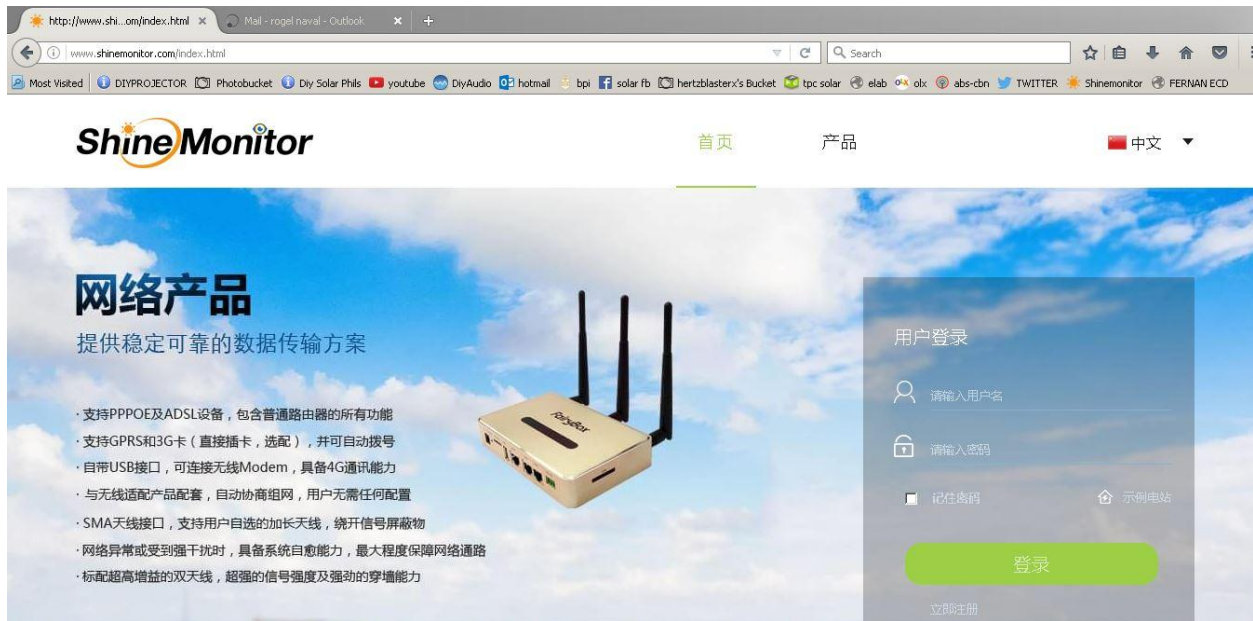 http://www.shi...om/index.html
Mail - rogel naval - Outlook
www.shinemonitor.com/index.html
Search
Most Visited DIYPROJECTOR Photobucket Diy Solar Phils youtube DiyAudio hotmail bpi solar fb hertzblasterx's Bucket tpc solar elab olx abs-cbn TWITTER Shinemonitor FERNAN ECD
ShineMonitor
首页 产品 中文
网络产品
提供稳定可靠的数据传输方案
·支持PPPOE及ADSL设备，包含普通路由器的所有功能
·支持GPRS和3G卡（直接插卡，选配），并可自动拨号
·自带USB接口，可连接无线Modem，具备4G通讯能力
·与无线适配产品配套，自动协商组网，用户无需任何配置
·SMA天线接口，支持用户自选的加长天线，绕开信号屏蔽物
·网络异常或受到强干扰时，具备系统自愈能力，最大程度保障网络通路
·标配超高增益的双天线，超强的信号强度及强劲的穿墙能力
FairyBox
用户登录
请输入用户名
请输入密码
记住密码 示例电站
登录
立即注册